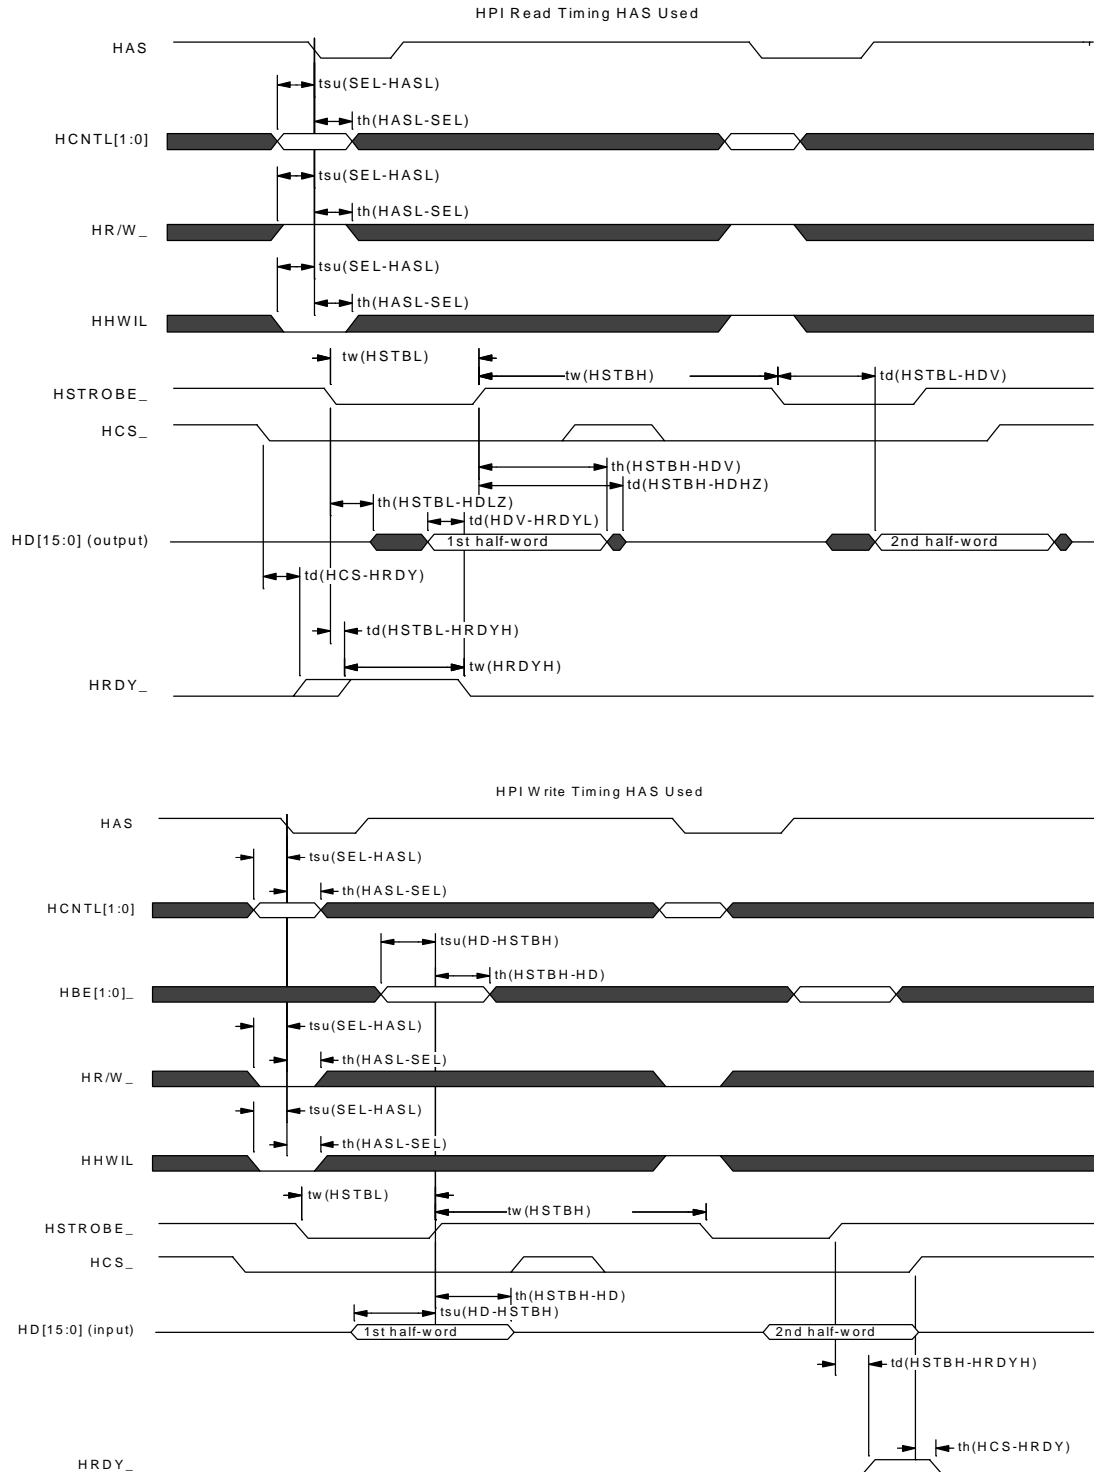 HPI Read Timing HAS Used
HAS
tsu(SEL-HASL)
th(HASL-SEL)
HCNTL[1:0]
tsu(SEL-HASL)
th(HASL-SEL)
HR/W_
tsu(SEL-HASL)
th(HASL-SEL)
HHWIL
tw(HSTBL)
tw(HSTBH)
td(HSTBL-HDV)
HSTROBE_
HCS_
th(HSTBH-HDV)
td(HSTBH-HDHZ)
th(HSTBL-HDLZ)
td(HDV-HRDYL)
HD[15:0] (output)
1st half-word
2nd half-word
td(HCS-HRDY)
td(HSTBL-HRDYH)
tw(HRDYH)
HRDY_
HPI Write Timing HAS Used
HAS
tsu(SEL-HASL)
th(HASL-SEL)
HCNTL[1:0]
tsu(HD-HSTBH)
th(HSTBH-HD)
HBE[1:0]_
tsu(SEL-HASL)
th(HASL-SEL)
HR/W_
tsu(SEL-HASL)
th(HASL-SEL)
HHWIL
tw(HSTBL)
tw(HSTBH)
HSTROBE_
HCS_
th(HSTBH-HD)
tsu(HD-HSTBH)
HD[15:0] (input)
1st half-word
2nd half-word
td(HSTBH-HRDYH)
th(HCS-HRDY)
HRDY_